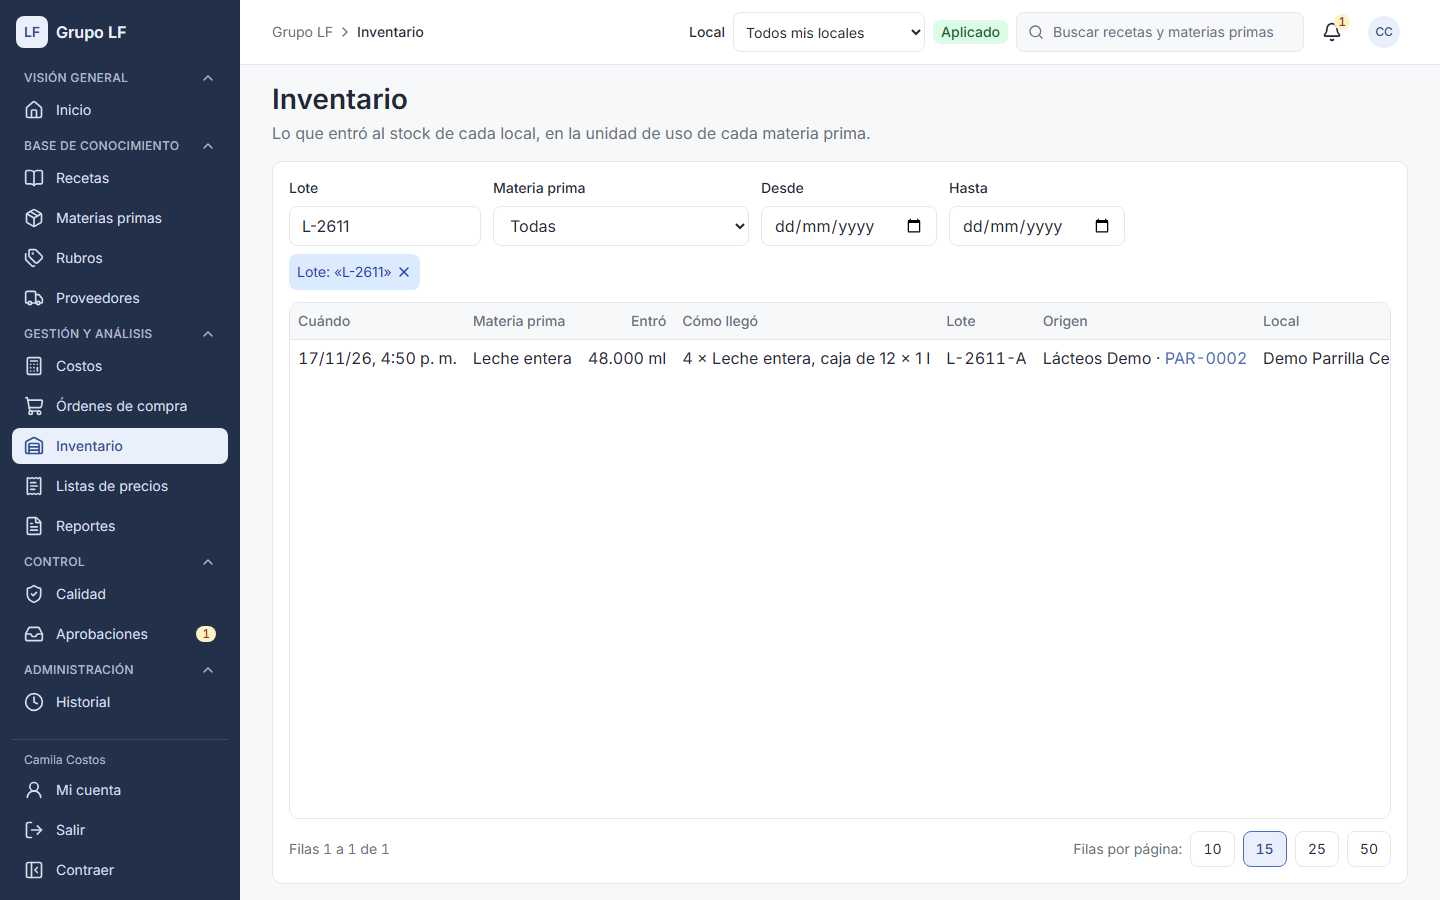 LF Grupo LF
VISIÓN GENERAL
Inicio
BASE DE CONOCIMIENTO
Recetas
Materias primas
Rubros
Proveedores
GESTIÓN Y ANÁLISIS
Costos
Órdenes de compra
Inventario
Listas de precios
Reportes
CONTROL
Calidad
Aprobaciones 1
ADMINISTRACIÓN
Historial
Camila Costos
Mi cuenta
Salir
Contraer
Grupo LF > Inventario
Local Todos mis locales Aplicado Buscar recetas y materias primas 1 CC
Inventario
Lo que entró al stock de cada local, en la unidad de uso de cada materia prima.
Lote Materia prima Desde Hasta
L-2611 Todas dd/mm/yyyy dd/mm/yyyy
Lote: «L-2611» ×
Cuándo Materia prima Entró Cómo llegó Lote Origen Local
17/11/26, 4:50 p. m. Leche entera 48.000 ml 4 × Leche entera, caja de 12 × 1 l L-2611-A Lácteos Demo · PAR-0002 Demo Parrilla Ce
Filas 1 a 1 de 1
Filas por página: 10 15 25 50